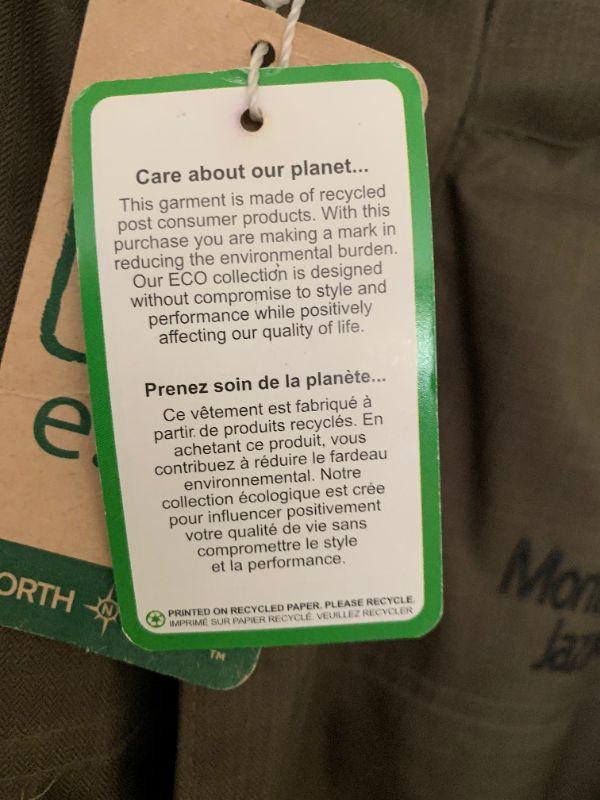 Care about our planet...
This garment is made of recycled
post consumer products. With this
purchase you are making a mark in
reducing the environmental burden.
Our ECO collection is designed
without compromise to style and
performance while positively
affecting our quality of life.
Prenez soin de la planète...
Ce vêtement est fabriqué à
partir de produits recyclés. En
achetant ce produit, vous
contribuez à réduire le fardeau
environnemental. Notre
collection écologique est crée
pour influencer positivement
votre qualité de vie sans
compromettre le style
et la performance.
PRINTED ON RECYCLED PAPER. PLEASE RECYCLE.
IMPRIMÉ SUR PAPIER RECYCLÉ. VEUILLEZ RECYCLER
ORTH N
TM